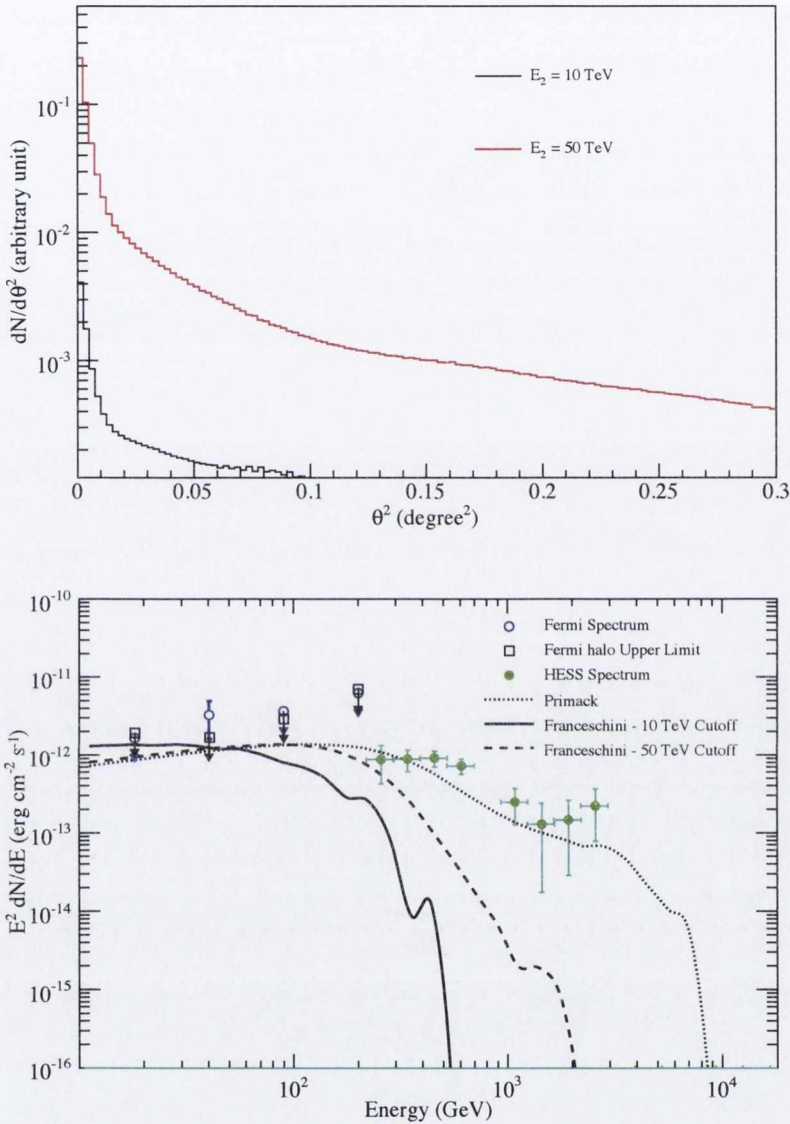 10⁻¹
10⁻²
10⁻³
dN/dθ² (arbitrary unit)
E₂ = 10 TeV
E₂ = 50 TeV
0 0.05 0.1 0.15 0.2 0.25 0.3
θ² (degree²)
10⁻¹⁰
10⁻¹¹
10⁻¹²
10⁻¹³
10⁻¹⁴
10⁻¹⁵
10⁻¹⁶
E² dN/dE (erg cm⁻² s⁻¹)
Fermi Spectrum
Fermi halo Upper Limit
HESS Spectrum
Primack
Franceschini - 10 TeV Cutoff
Franceschini - 50 TeV Cutoff
10² 10³ 10⁴
Energy (GeV)